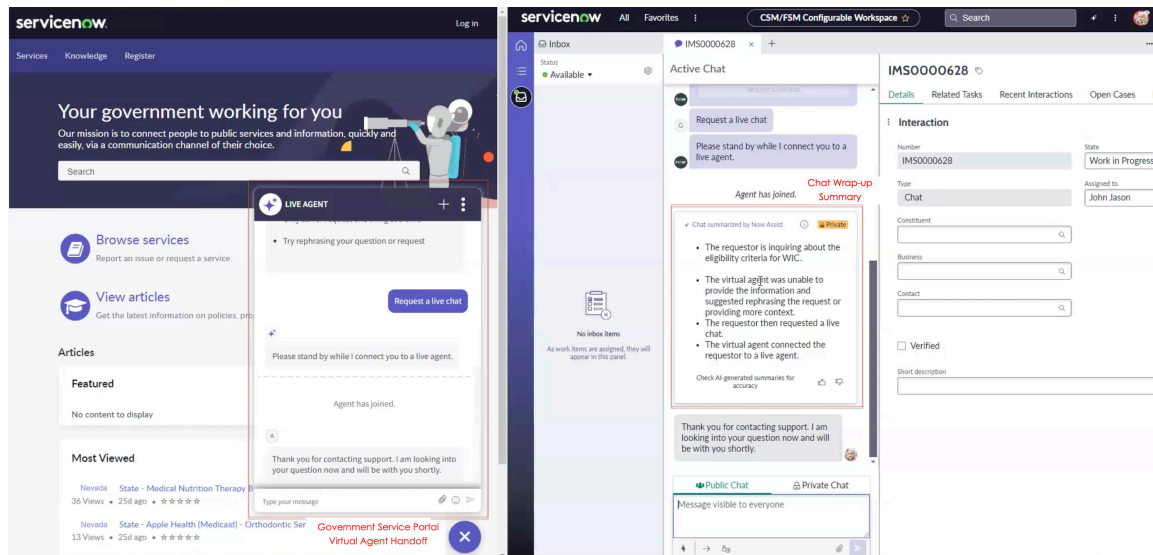 servicenow
Log in
Services Knowledge Register
Your government working for you
Our mission is to connect people to public services and information, quickly and
easily, via a communication channel of their choice.
Search
Browse services
Report an issue or request a service.
View articles
Get the latest information on policies,
Articles
Featured
No content to display
Most Viewed
Nevada State - Medical Nutrition Therapy B
36 Views • 25d ago •
Nevada State - Apple Health (Medicaid) - Orthodontic Ser
13 Views • 25d ago •
LIVE AGENT
• Try rephrasing your question or request
Request a live chat
Please stand by while I connect you to a live agent.
Agent has joined.
A
Thank you for contacting support. I am looking into
your question now and will be with you shortly.
Type your message
Government Service Portal
Virtual Agent Handoff
servicenow All Favorites
CSM/FSM Configurable Workspace
Search
Inbox
Status
Available
No inbox items
As work items are assigned, they will
appear in this panel.
IMS0000628 × +
Active Chat
Request a live chat
now
G
Request a live chat
Please stand by while I connect you to a
live agent.
now
Agent has joined.
Chat Wrap-up
Summary
Chat summarized by Now Assist
Private
• The requestor is inquiring about the
eligibility criteria for WIC.
• The virtual agent was unable to
provide the information and
suggested rephrasing the request or
providing more context.
• The requestor then requested a live
chat.
• The virtual agent connected the
requestor to a live agent.
Check AI-generated summaries for
accuracy
Thank you for contacting support. I am
looking into your question now and will
be with you shortly.
Public Chat Private Chat
Message visible to everyone
IMS0000628
Details Related Tasks Recent Interactions Open Cases
Interaction
Number
IMS0000628
State
Work in Progress
Type
Chat
Assigned to
John Jason
Constituent
Business
Contact
Verified
Short description